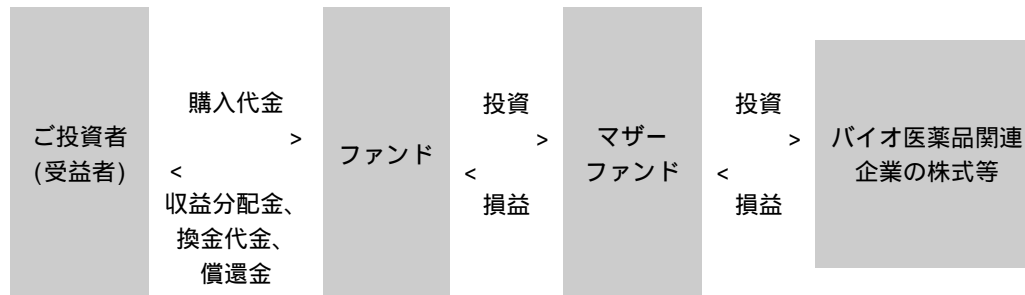 ご投資者
(受益者)
購入代金
>
<
収益分配金、
換金代金、
償還金
ファンド
投資
>
<
損益
マザー
ファンド
投資
>
<
損益
バイオ医薬品関連
企業の株式等